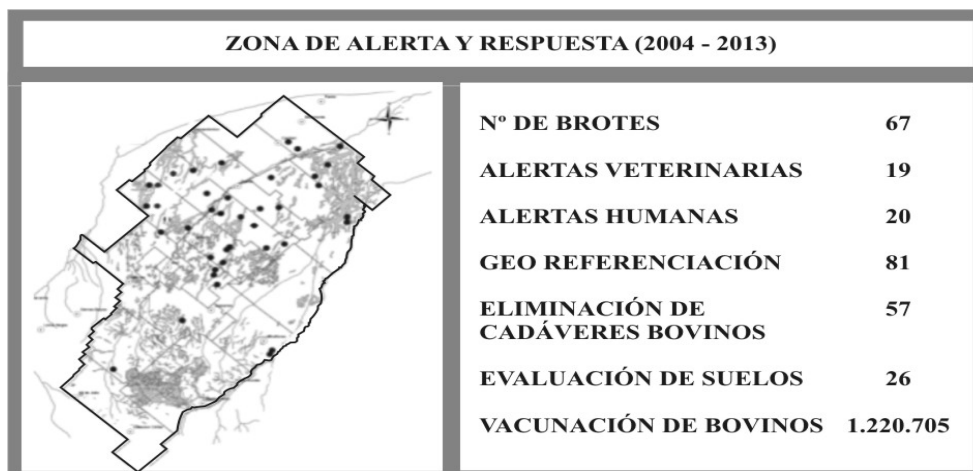 ZONA DE ALERTA Y RESPUESTA (2004 - 2013)
Nº DE BROTES 67
ALERTAS VETERINARIAS 19
ALERTAS HUMANAS 20
GEO REFERENCIACIÓN 81
ELIMINACIÓN DE
CADÁVERES BOVINOS 57
EVALUACIÓN DE SUELOS 26
VACUNACIÓN DE BOVINOS 1.220.705